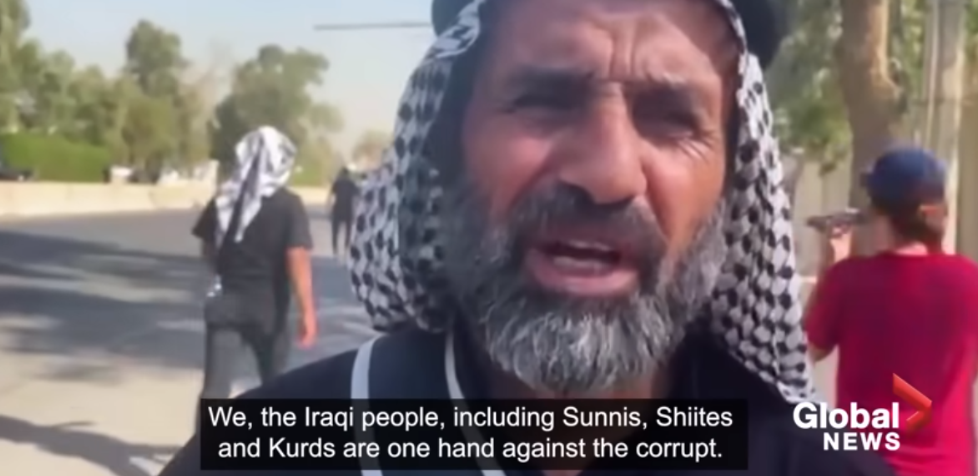 We, the Iraqi people, including Sunnis, Shiites
and Kurds are one hand against the corrupt.
Global
NEWS